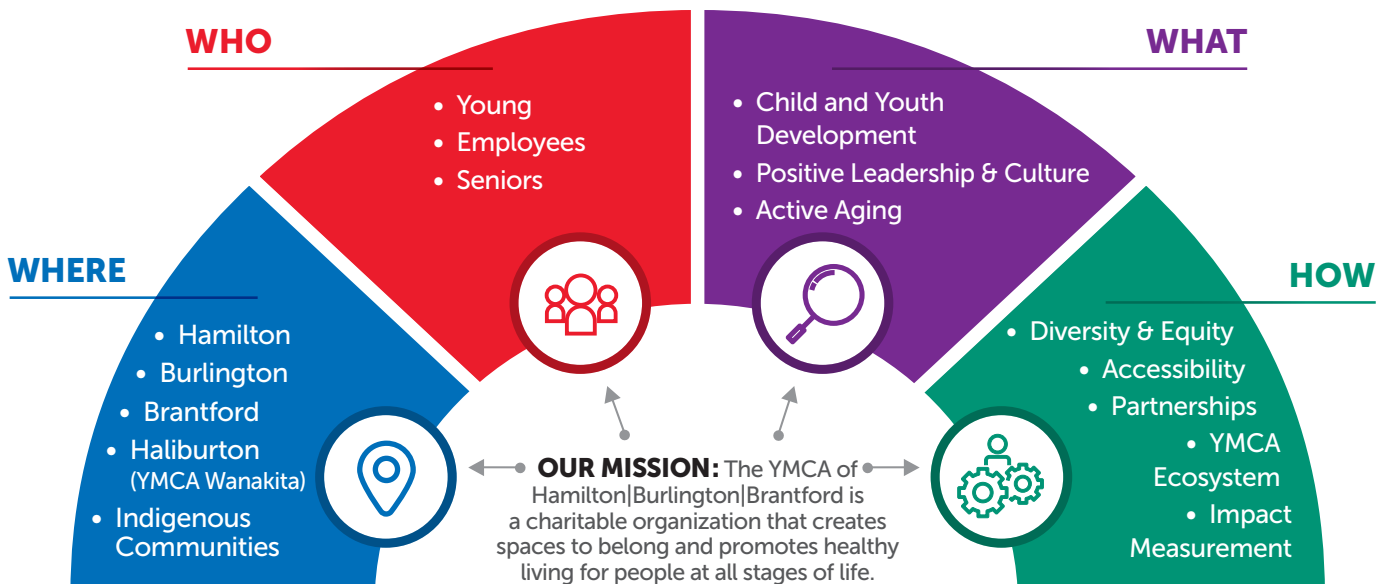 WHO
• Young
• Employees
• Seniors
WHAT
• Child and Youth
Development
• Positive Leadership & Culture
• Active Aging
WHERE
• Hamilton
• Burlington
• Brantford
• Haliburton
(YMCA Wanakita)
• Indigenous
Communities
HOW
• Diversity & Equity
• Accessibility
• Partnerships
• YMCA
Ecosystem
• Impact
Measurement
OUR MISSION: The YMCA of
Hamilton|Burlington|Brantford is
a charitable organization that creates
spaces to belong and promotes healthy
living for people at all stages of life.